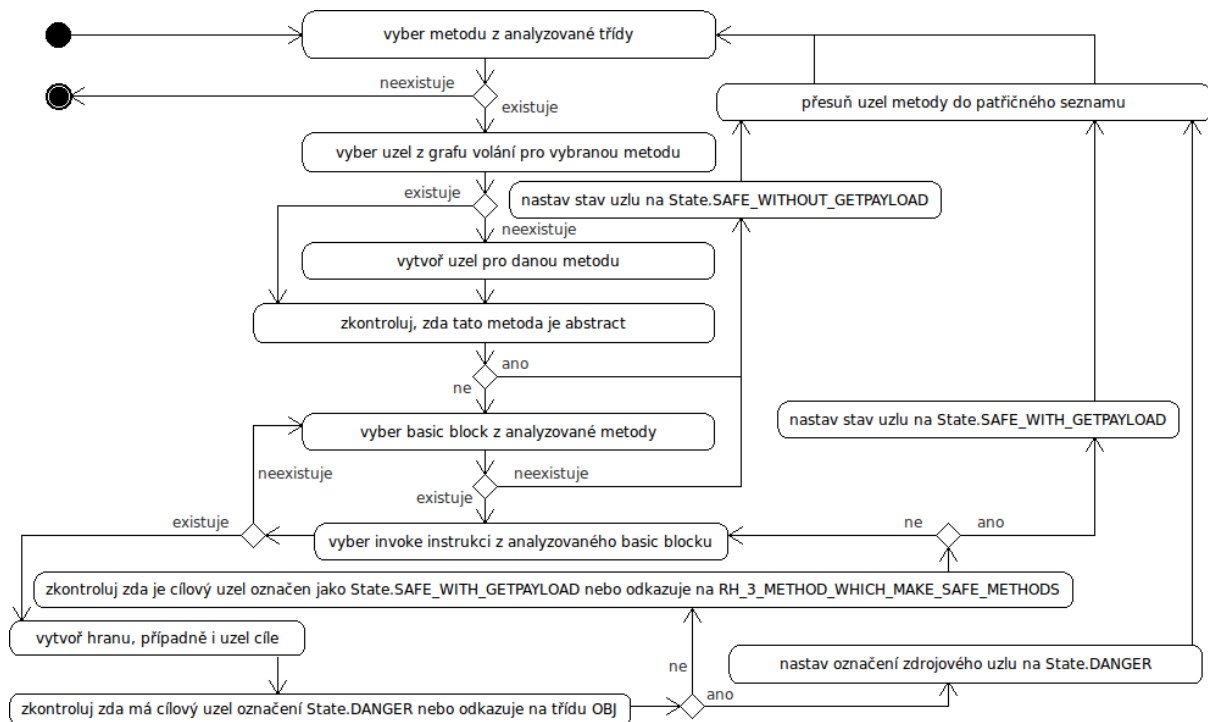 vyber metodu z analyzované třídy
neexistuje
existuje
přesuň uzel metody do patřičného seznamu
vyber uzel z grafu volání pro vybranou metodu
existuje
nastav stav uzlu na State.SAFE_WITHOUT_GETPAYLOAD
neexistuje
vytvoř uzel pro danou metodu
zkontroluj, zda tato metoda je abstract
ano
ne
vyber basic block z analyzované metody
nastav stav uzlu na State.SAFE_WITH_GETPAYLOAD
neexistuje
neexistuje
existuje
existuje
ne
ano
vyber invoke instrukci z analyzovaného basic blocku
zkontroluj zda je cílový uzel označen jako State.SAFE_WITH_GETPAYLOAD nebo odkazuje na RH_3_METHOD_WHICH_MAKE_SAFE_METHODS
vytvoř hranu, případně i uzel cíle
ne
nastav označení zdrojového uzlu na State.DANGER
ano
zkontroluj zda má cílový uzel označení State.DANGER nebo odkazuje na třídu OBJ